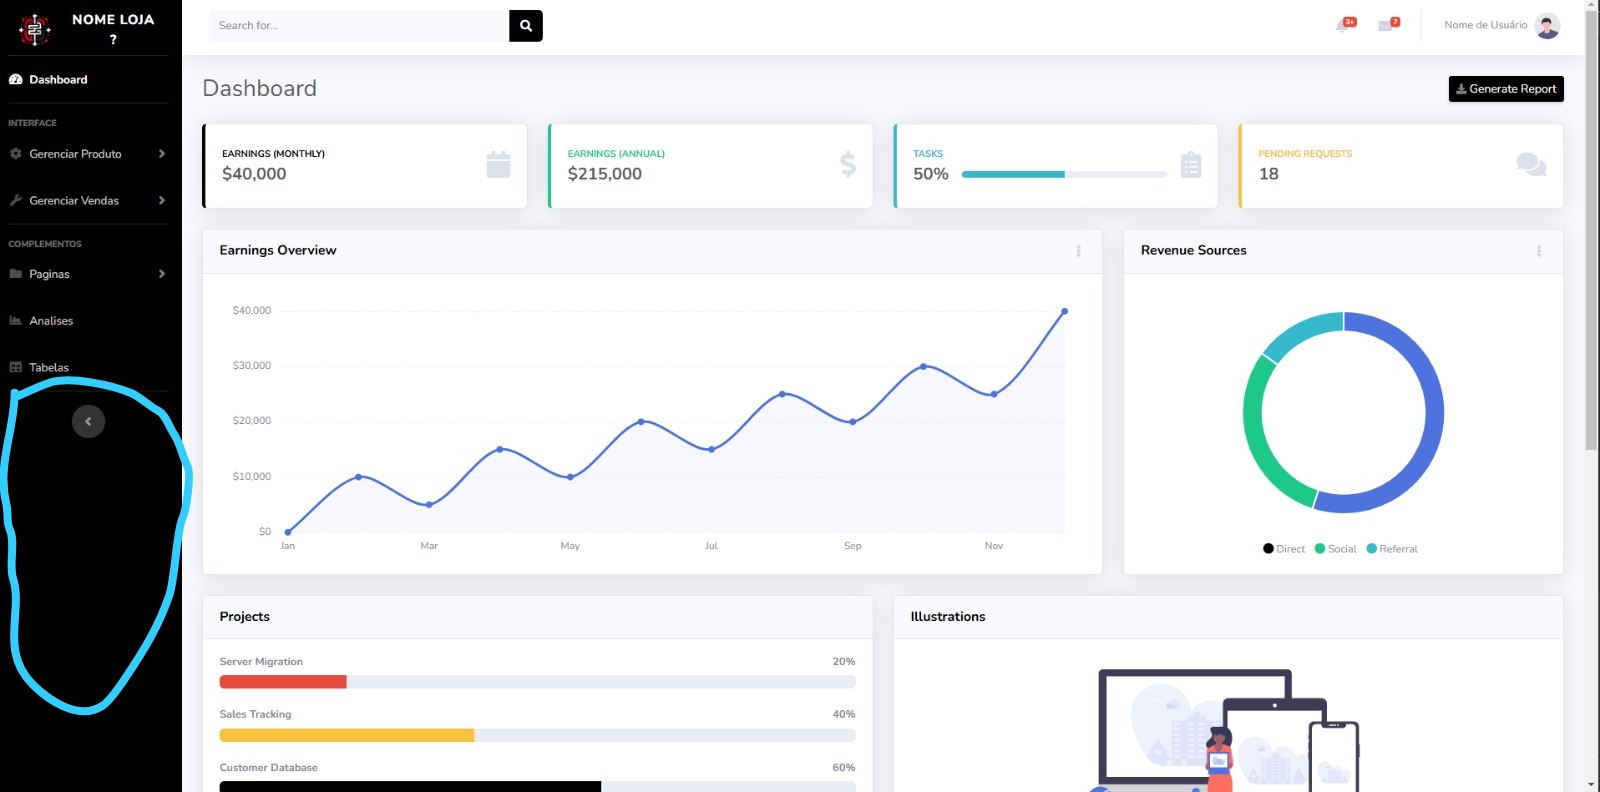 NOME LOJA
?
Dashboard
INTERFACE
Gerenciar Produto
Gerenciar Vendas
COMPLEMENTOS
Paginas
Analises
Tabelas
Search for...
3+
7
Nome de Usuário
Dashboard
Generate Report
EARNINGS (MONTHLY)
$40,000
EARNINGS (ANNUAL)
$215,000
TASKS
50%
PENDING REQUESTS
18
Earnings Overview
$40,000
$30,000
$20,000
$10,000
$0
Jan Mar May Jul Sep Nov
Revenue Sources
Direct Social Referral
Projects
Server Migration 20%
Sales Tracking 40%
Customer Database 60%
Illustrations